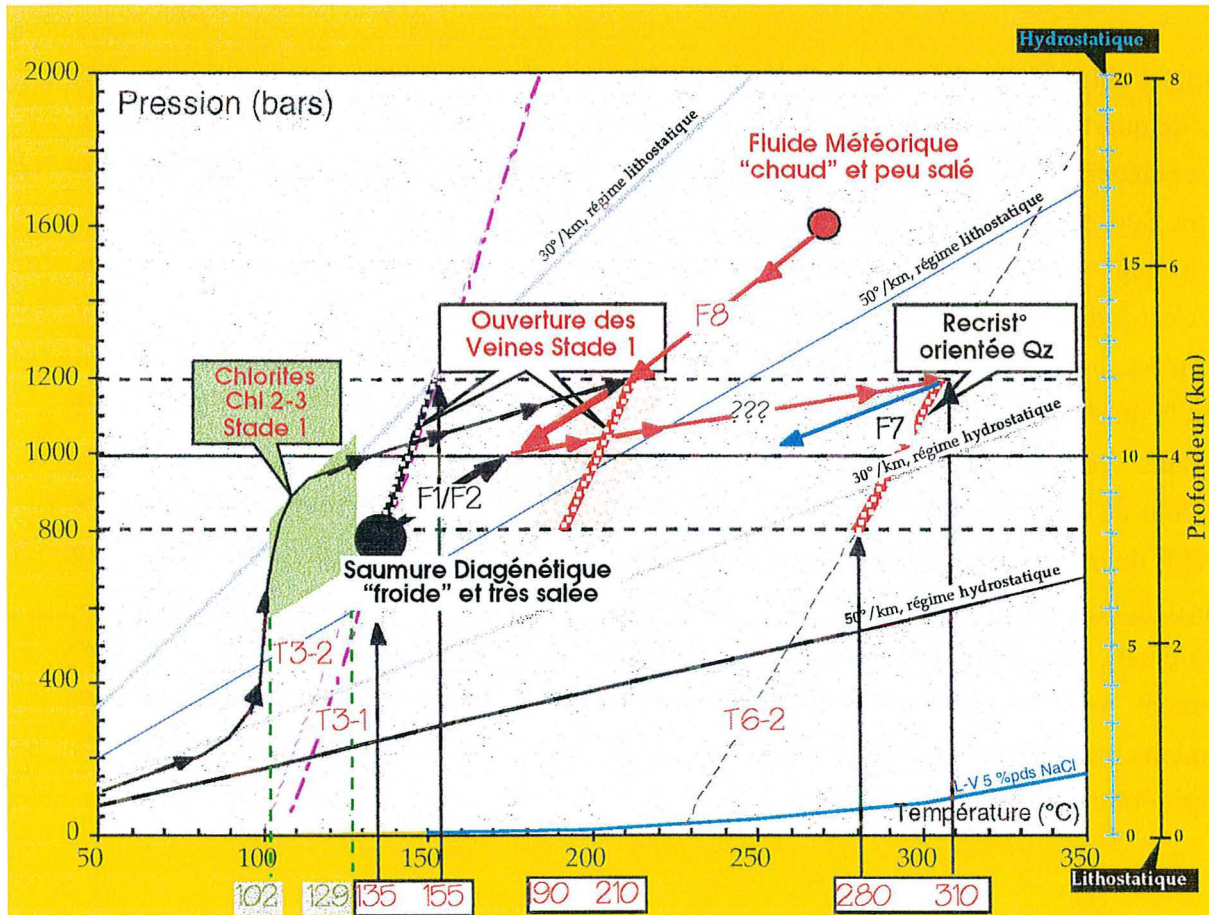 Hydrostatique
2000
1600
1200
1000
800
400
0
Pression (bars)
30°/km, régime lithostatique
Fluide Météorique
"chaud" et peu salé
50°/km, régime lithostatique
Ouverture des
Veines Stade 1
F8
Recrist°
orientée Qz
Chlorites
Chl 2-3
Stade 1
???
F7
F1/F2
30°/km, régime hydrostatique
Saumure Diagénétique
"froide" et très salée
50°/km, régime hydrostatique
T3-2
T3-1
T6-2
L-V 5 %pds NaCl
Température (°C)
20
15
10
5
0
8
6
4
2
0
Profondeur (km)
50
100
150
200
250
300
350
Lithostatique
102
129
135
155
90
210
280
310